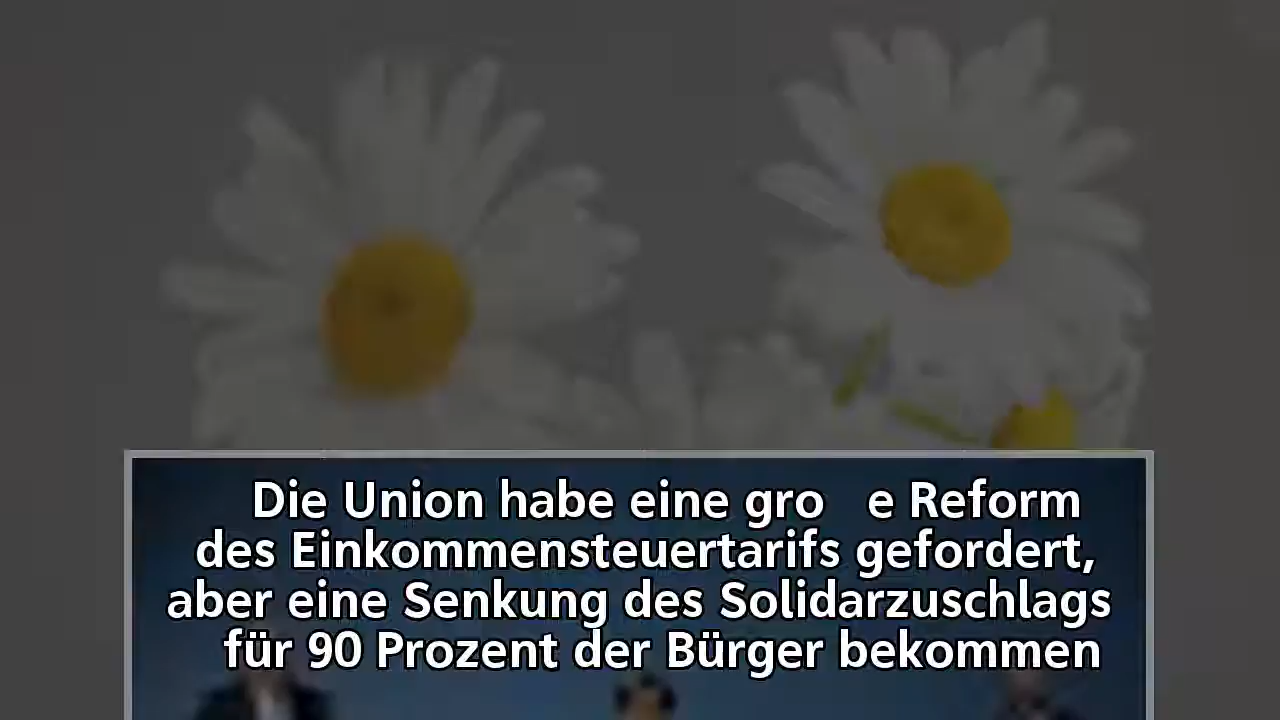 Die Union habe eine gro e Reform
des Einkommensteuertarifs gefordert,
aber eine Senkung des Solidarzuschlags
für 90 Prozent der Bürger bekommen